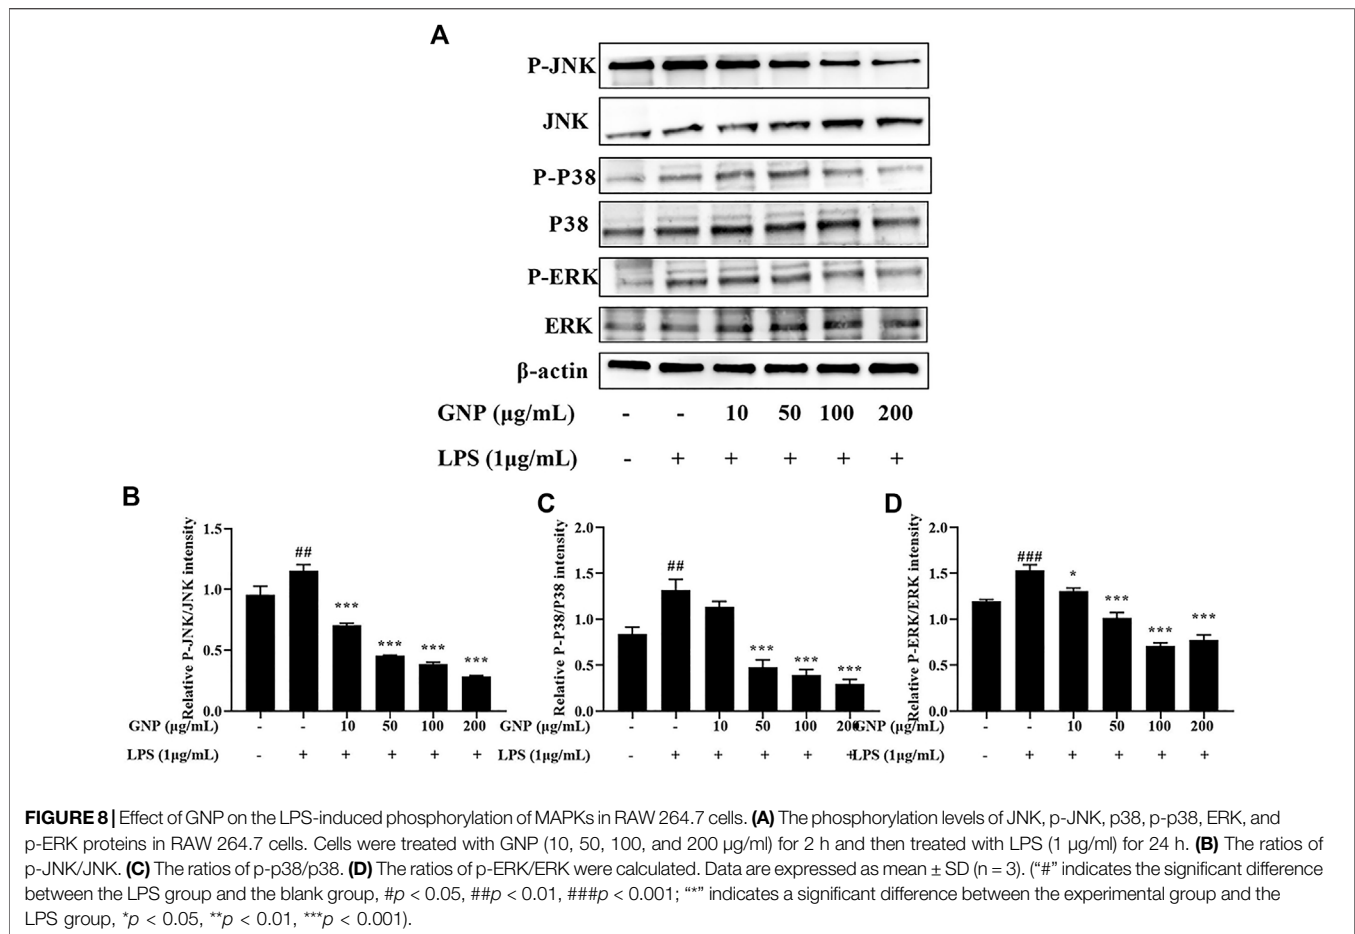 A
P-JNK
JNK
P-P38
P38
P-ERK
ERK
β-actin
GNP (μg/mL) - - 10 50 100 200
LPS (1μg/mL) - + + + + +
B
Relative P-JNK/JNK intensity
1.5
1.0
0.5
0.0
## *** *** *** ***
GNP (μg/mL) - - 10 50 100 200
LPS (1μg/mL) - + + + + +
C
Relative P-P38/P38 intensity
2.0
1.5
1.0
0.5
0.0
## *** *** ***
GNP (μg/mL) - - 10 50 100 200
LPS (1μg/mL) - + + + + +
D
Relative P-ERK/ERK intensity
2.0
1.5
1.0
0.5
0.0
### * *** *** ***
GNP (μg/mL) - - 10 50 100 200
LPS (1μg/mL) - + + + + +
FIGURE 8 | Effect of GNP on the LPS-induced phosphorylation of MAPKs in RAW 264.7 cells. (A) The phosphorylation levels of JNK, p-JNK, p38, p-p38, ERK, and
p-ERK proteins in RAW 264.7 cells. Cells were treated with GNP (10, 50, 100, and 200 μg/ml) for 2 h and then treated with LPS (1 μg/ml) for 24 h. (B) The ratios of
p-JNK/JNK. (C) The ratios of p-p38/p38. (D) The ratios of p-ERK/ERK were calculated. Data are expressed as mean ± SD (n = 3). (“#” indicates the significant difference
between the LPS group and the blank group, #p < 0.05, ##p < 0.01, ###p < 0.001; “*” indicates a significant difference between the experimental group and the
LPS group, *p < 0.05, **p < 0.01, ***p < 0.001).